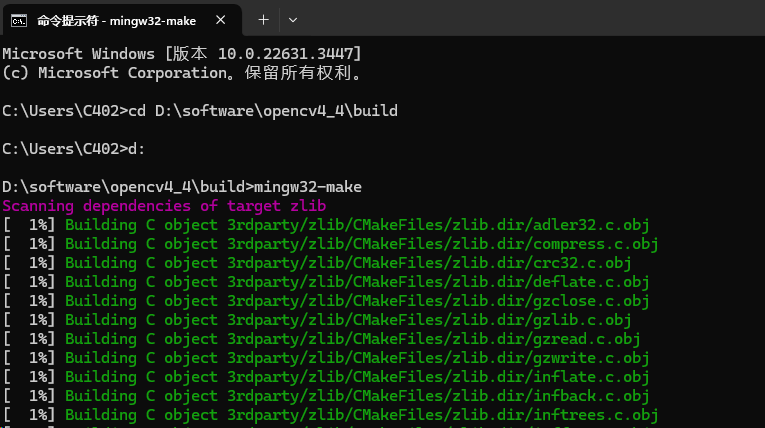 命令提示符 - mingw32-make
Microsoft Windows [版本 10.0.22631.3447]
(c) Microsoft Corporation。保留所有权利。
C:\Users\C402>cd D:\software\opencv4_4\build
C:\Users\C402>d:
D:\software\opencv4_4\build>mingw32-make
Scanning dependencies of target zlib
[  1%] Building C object 3rdparty/zlib/CMakeFiles/zlib.dir/adler32.c.obj
[  1%] Building C object 3rdparty/zlib/CMakeFiles/zlib.dir/compress.c.obj
[  1%] Building C object 3rdparty/zlib/CMakeFiles/zlib.dir/crc32.c.obj
[  1%] Building C object 3rdparty/zlib/CMakeFiles/zlib.dir/deflate.c.obj
[  1%] Building C object 3rdparty/zlib/CMakeFiles/zlib.dir/gzclose.c.obj
[  1%] Building C object 3rdparty/zlib/CMakeFiles/zlib.dir/gzlib.c.obj
[  1%] Building C object 3rdparty/zlib/CMakeFiles/zlib.dir/gzread.c.obj
[  1%] Building C object 3rdparty/zlib/CMakeFiles/zlib.dir/gzwrite.c.obj
[  1%] Building C object 3rdparty/zlib/CMakeFiles/zlib.dir/inflate.c.obj
[  1%] Building C object 3rdparty/zlib/CMakeFiles/zlib.dir/infback.c.obj
[  1%] Building C object 3rdparty/zlib/CMakeFiles/zlib.dir/inftrees.c.obj